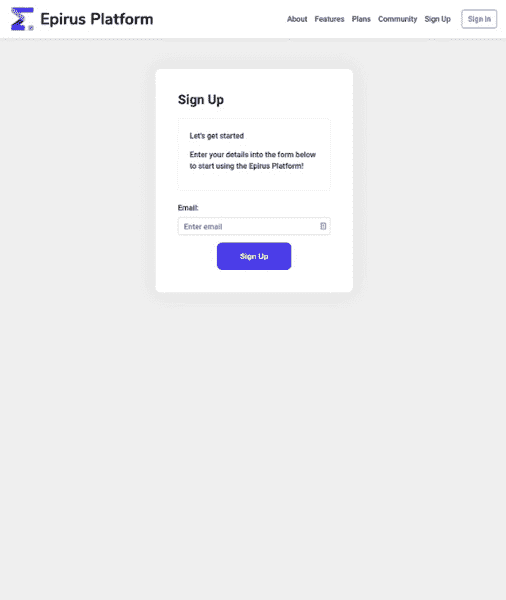 Epirus Platform
About Features Plans Community Sign Up Sign In
Sign Up
Let's get started
Enter your details into the form below
to start using the Epirus Platform!
Email:
Enter email
Sign Up